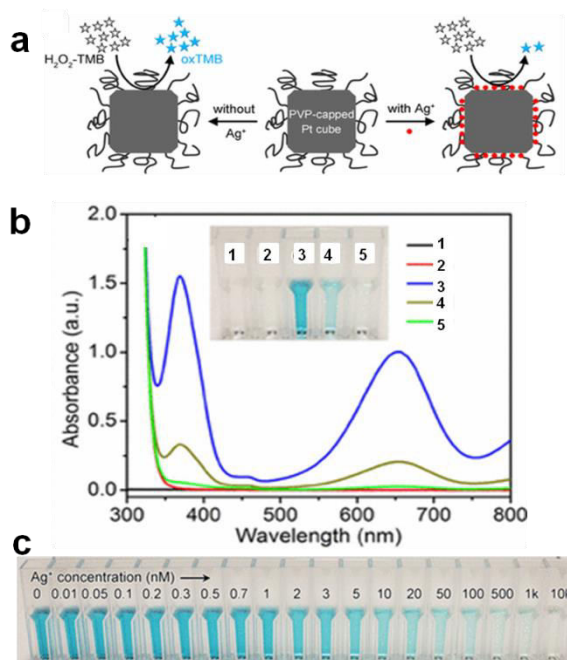 a
H₂O₂-TMB
oxTMB
without
Ag⁺
PVP-capped
Pt cube
with Ag⁺
b
Absorbance (a.u.)
2.0
1.5
1.0
0.5
0.0
300 400 500 600 700 800
Wavelength (nm)
1 2 3 4 5
1
2
3
4
5
c
Ag⁺ concentration (nM)
0 0.01 0.05 0.1 0.2 0.3 0.5 0.7 1 2 3 5 10 20 50 100 500 1k 10k